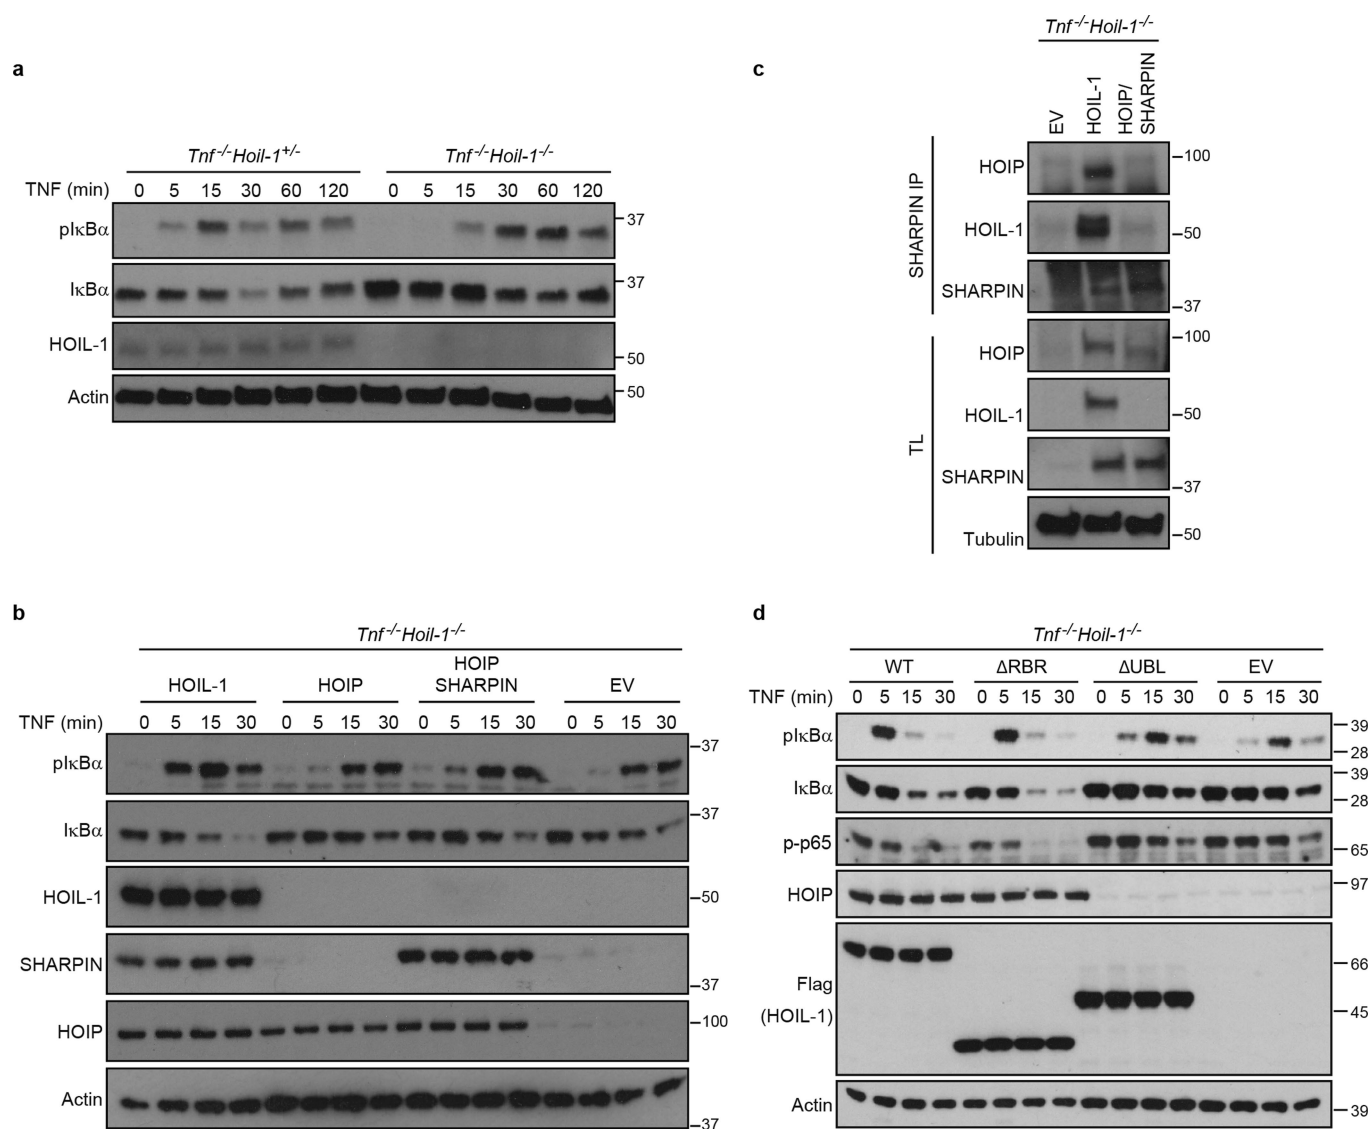 a
Tnf-/-Hoil-1+/- Tnf-/-Hoil-1-/-
TNF (min) 0 5 15 30 60 120 0 5 15 30 60 120
pIκBα 37
IκBα 37
HOIL-1 50
Actin 50
c
Tnf-/-Hoil-1-/-
EV HOIL-1 HOIP/ SHARPIN
SHARPIN IP
HOIP 100
HOIL-1 50
SHARPIN 37
TL
HOIP 100
HOIL-1 50
SHARPIN 37
Tubulin 50
b
Tnf-/-Hoil-1-/-
HOIL-1 HOIP HOIP SHARPIN EV
TNF (min) 0 5 15 30 0 5 15 30 0 5 15 30 0 5 15 30
pIκBα 37
IκBα 37
HOIL-1 50
SHARPIN 37
HOIP 100
Actin 37
d
Tnf-/-Hoil-1-/-
WT ΔRBR ΔUBL EV
TNF (min) 0 5 15 30 0 5 15 30 0 5 15 30 0 5 15 30
pIκBα 39 28
IκBα 39 28
p-p65 65
HOIP 97
Flag (HOIL-1) 66 45
Actin 39